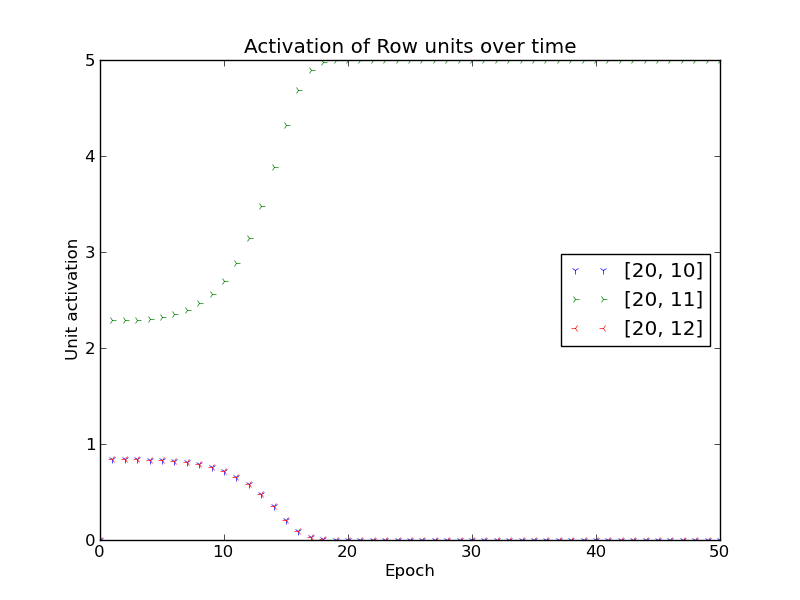 Activation of Row units over time
5
4
3
2
1
0
Unit activation
[20, 10]
[20, 11]
[20, 12]
0 10 20 30 40 50
Epoch